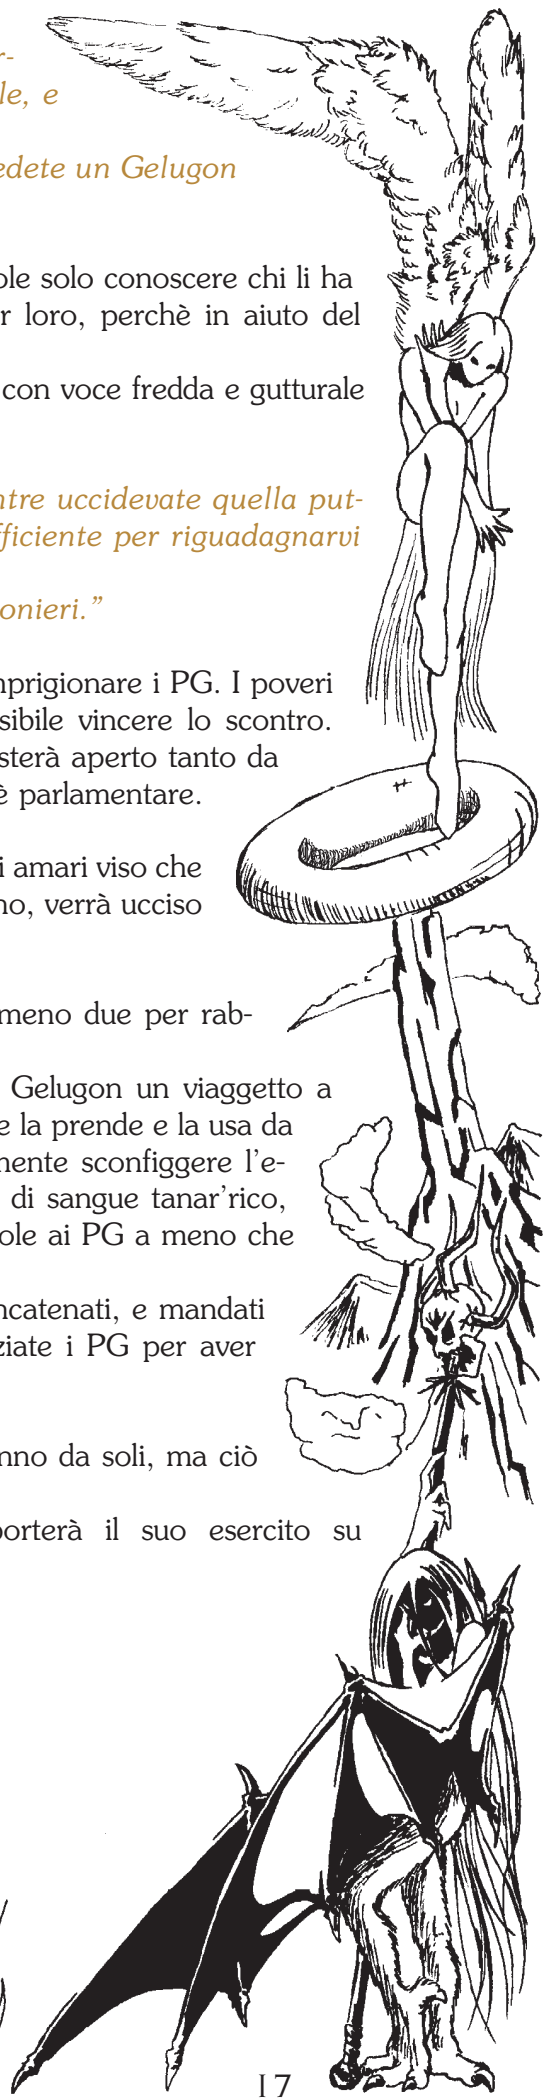 r-
le, e
edete un Gelugon
ole solo conoscere chi li ha
r loro, perchè in aiuto del
con voce fredda e gutturale
ntre uccidevate quella put-
fficiente per riguadagnarvi
onieri.”
nprigionare i PG. I poveri
sibile vincere lo scontro.
sterà aperto tanto da
è parlamentare.
i amari viso che
no, verrà ucciso
meno due per rab-
Gelugon un viaggetto a
e la prende e la usa da
mente sconfiggere l'e-
di sangue tanar'rico,
ole ai PG a meno che
ncatenati, e mandati
ziate i PG per aver
nno da soli, ma ciò
porterà il suo esercito su
17